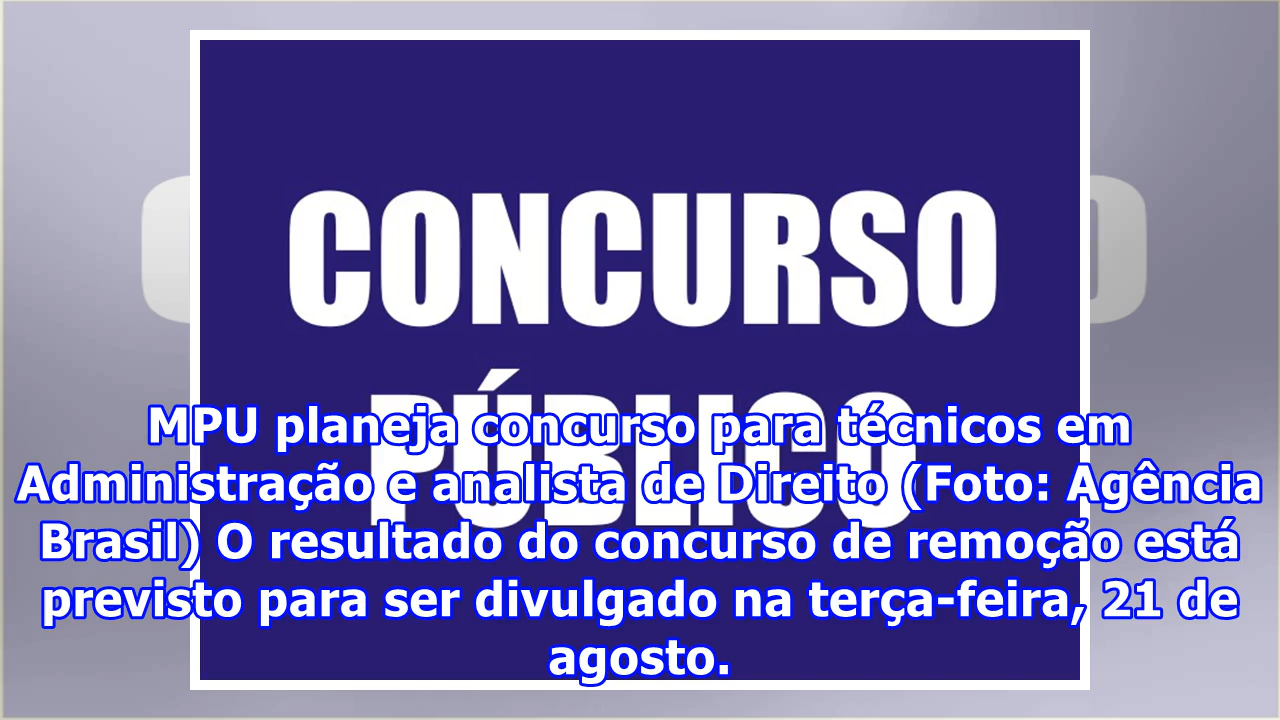 CONCURSO
PÚBLICO
MPU planeja concurso para técnicos em
Administração e analista de Direito (Foto: Agência
Brasil) O resultado do concurso de remoção está
previsto para ser divulgado na terça-feira, 21 de
agosto.